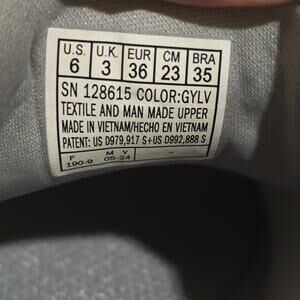 U.S. U.K. EUR CM BRA
6 3 36 23 35
SN 128615 COLOR:GYLV
TEXTILE AND MAN MADE UPPER
MADE IN VIETNAM/HECHO EN VIETNAM
PATENT: US D979,917 S+US D992,888 S
F M Y -
190-9 05-24